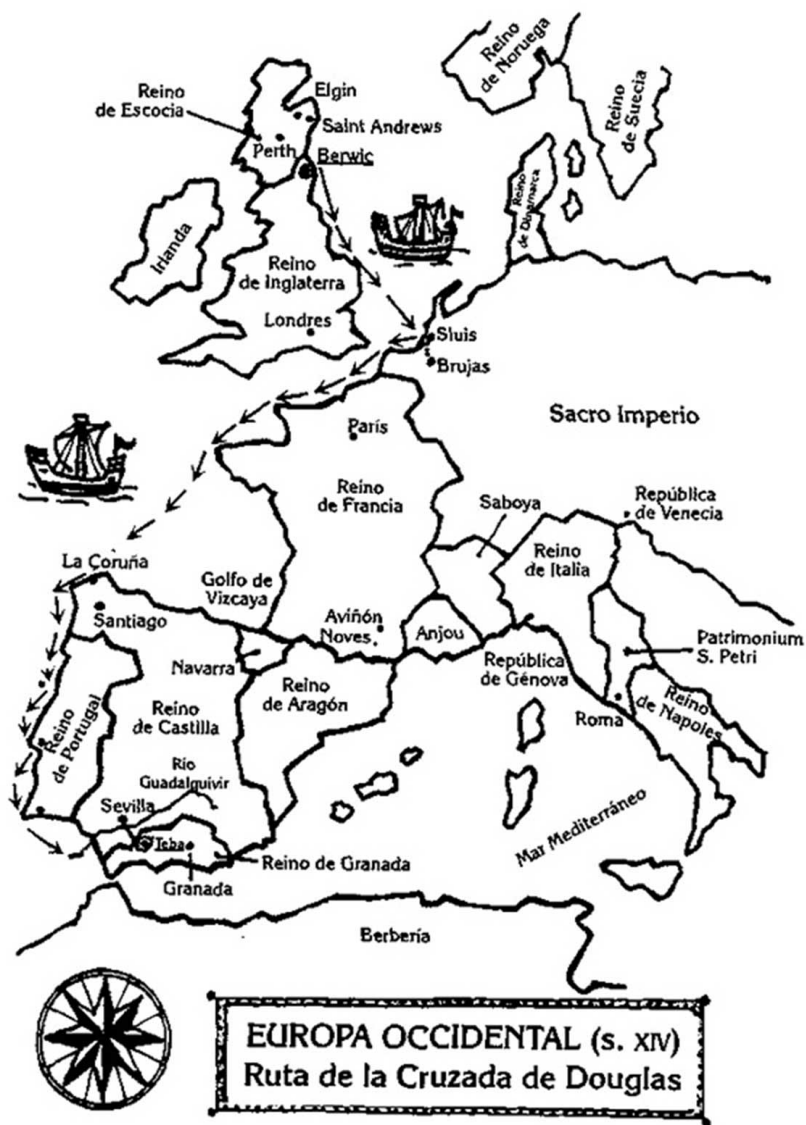 Reino
de Noruega
Reino
de Suecia
Elgin
Reino
de Escocia
Saint Andrews
Perth
Berwic
Reino
de Dinamarca
Irlanda
Reino
de Inglaterra
Londres
Sluis
Brujas
Sacro Imperio
París
Reino
de Francia
Saboya
República
de Venecia
Reino
de Italia
La Coruña
Golfo de
Vizcaya
Santiago
Aviñón
Noves
Anjou
Patrimonium
S. Petri
Navarra
República
de Génova
Reino
de Aragón
Reino
de Castilla
Reino
de Portugal
Roma
Reino
de Napoles
Río
Guadalquivir
Sevilla
Teba
Mar Mediterráneo
Reino de Granada
Granada
Berbería
EUROPA OCCIDENTAL (s. XIV)
Ruta de la Cruzada de Douglas